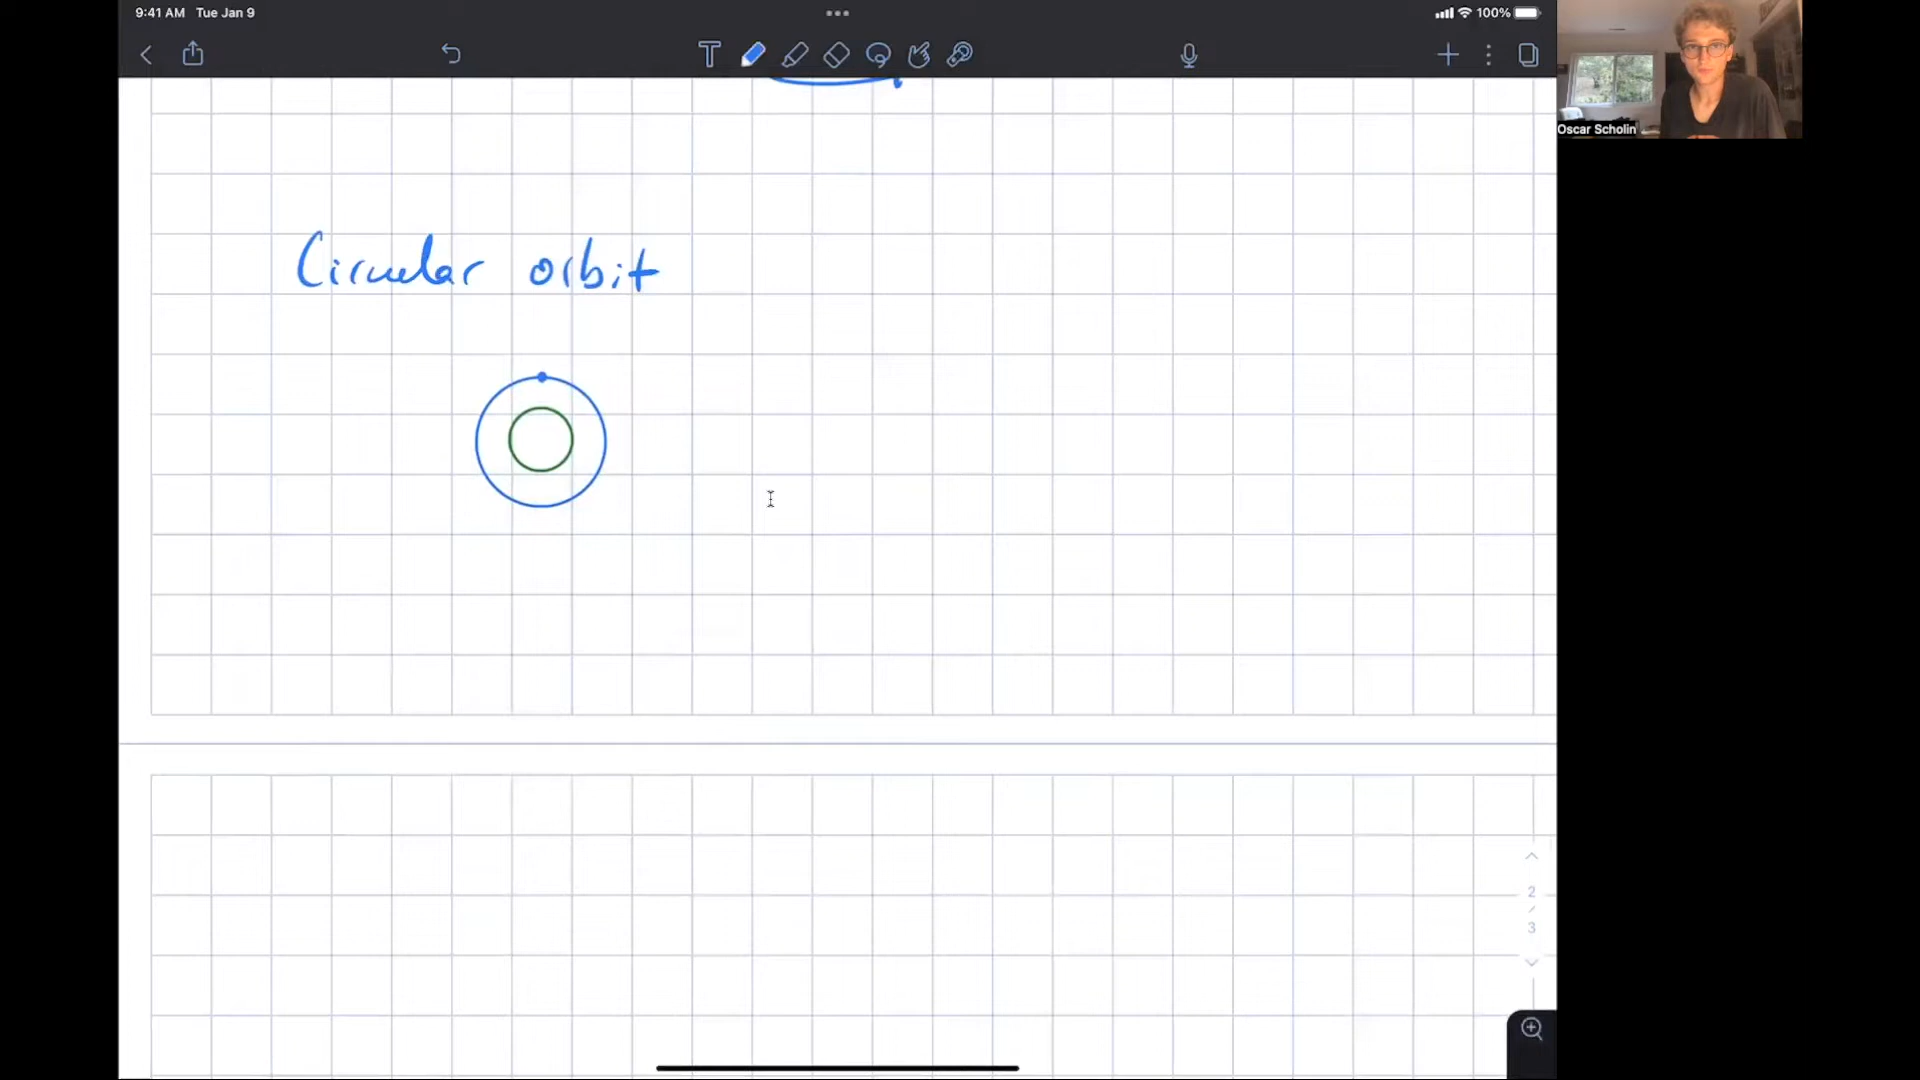 9:41 AM Tue Jan 9
100%
Oscar Scholin
Circular orbit
2
3